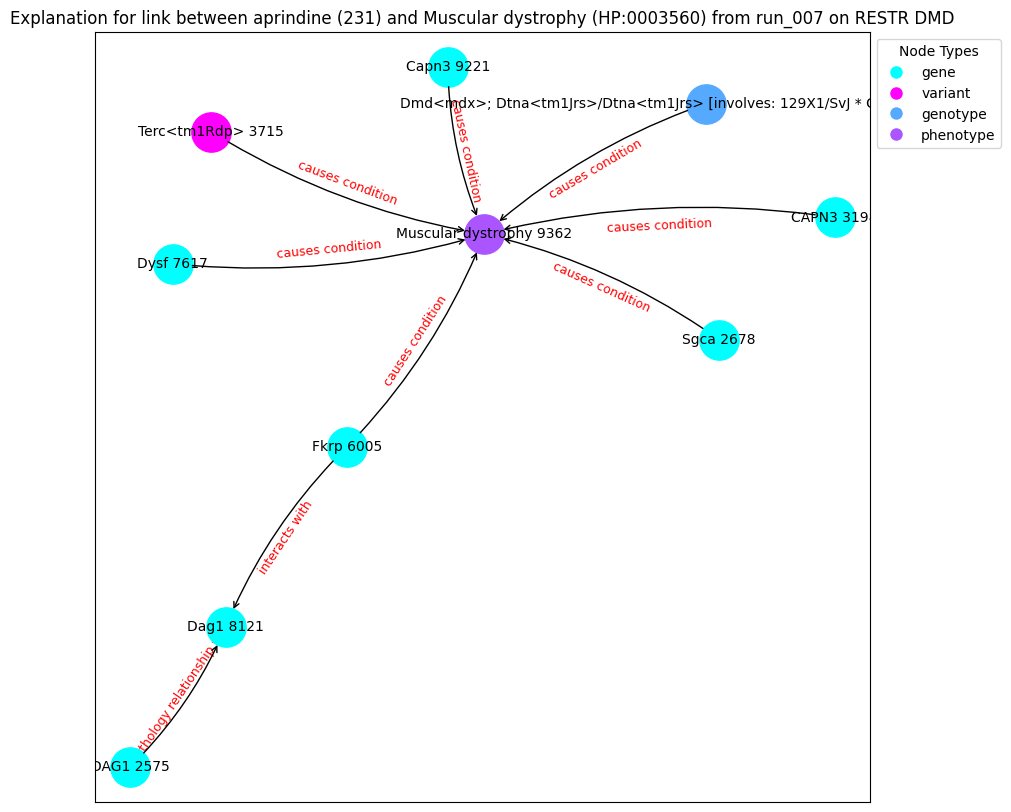 Explanation for link between aprindine (231) and Muscular dystrophy (HP:0003560) from run_007 on RESTR DMD
Node Types
gene
variant
genotype
phenotype
Capn3 9221
Dmd<mdx>; Dtna<tm1Jrs>/Dtna<tm1Jrs> [involves: 129X1/SvJ *
Terc<tm1Rdp> 3715
causes condition
causes condition
causes condition
CAPN3 319
causes condition
Muscular dystrophy 9362
causes condition
Dysf 7617
causes condition
Sgca 2678
causes condition
Fkrp 6005
interacts with
Dag1 8121
thology relationship
DAG1 2575